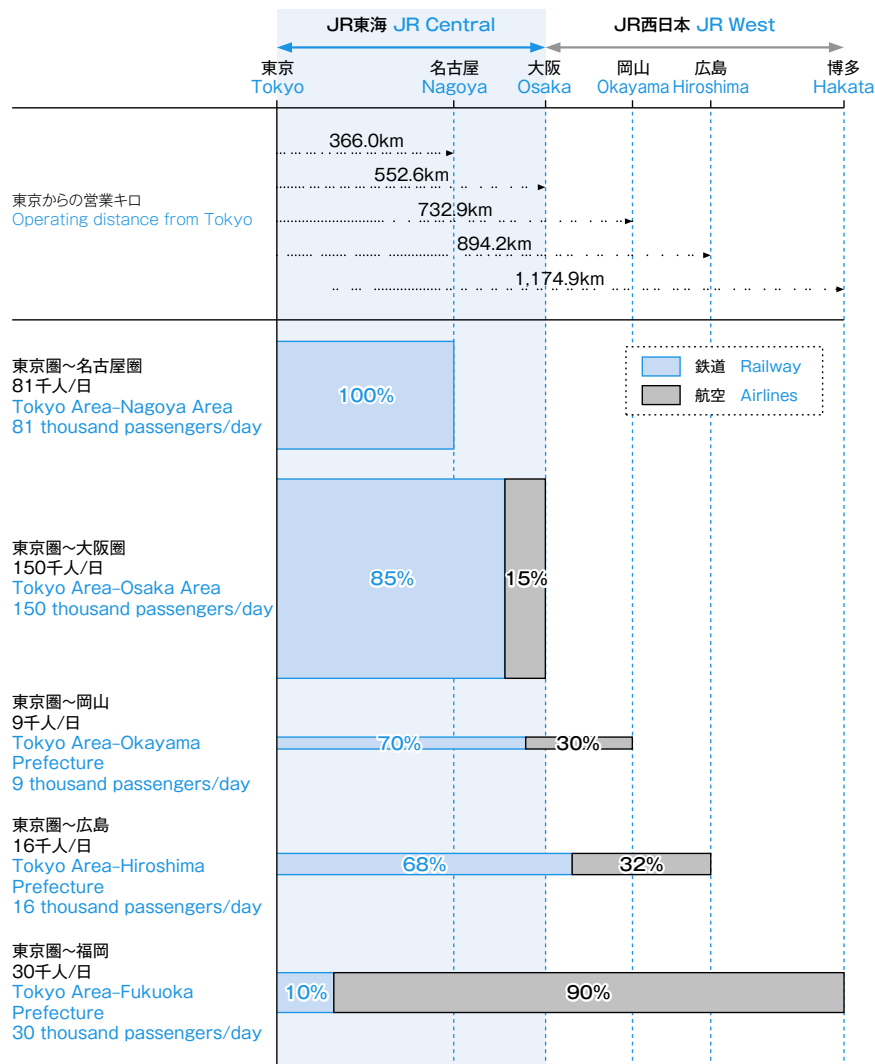 JR東海 JR Central
JR西日本 JR West
東京
Tokyo
名古屋
Nagoya
大阪
Osaka
岡山
Okayama
広島
Hiroshima
博多
Hakata
東京からの営業キロ
Operating distance from Tokyo
366.0km
552.6km
732.9km
894.2km
1,174.9km
鉄道 Railway
航空 Airlines
東京圏~名古屋圏
81千人/日
Tokyo Area–Nagoya Area
81 thousand passengers/day
100%
東京圏~大阪圏
150千人/日
Tokyo Area–Osaka Area
150 thousand passengers/day
85%
15%
東京圏~岡山
9千人/日
Tokyo Area–Okayama
Prefecture
9 thousand passengers/day
70%
30%
東京圏~広島
16千人/日
Tokyo Area–Hiroshima
Prefecture
16 thousand passengers/day
68%
32%
東京圏~福岡
30千人/日
Tokyo Area–Fukuoka
Prefecture
30 thousand passengers/day
10%
90%